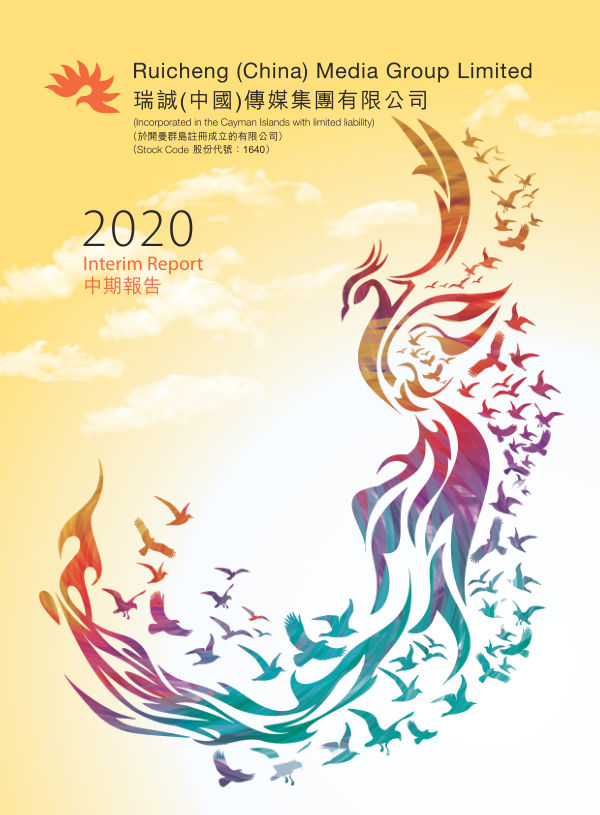 Ruicheng (China) Media Group Limited
瑞誠(中國)傳媒集團有限公司
(Incorporated in the Cayman Islands with limited liability)
(於開曼群島註冊成立的有限公司)
(Stock Code 股份代號：1640)
2020
Interim Report
中期報告